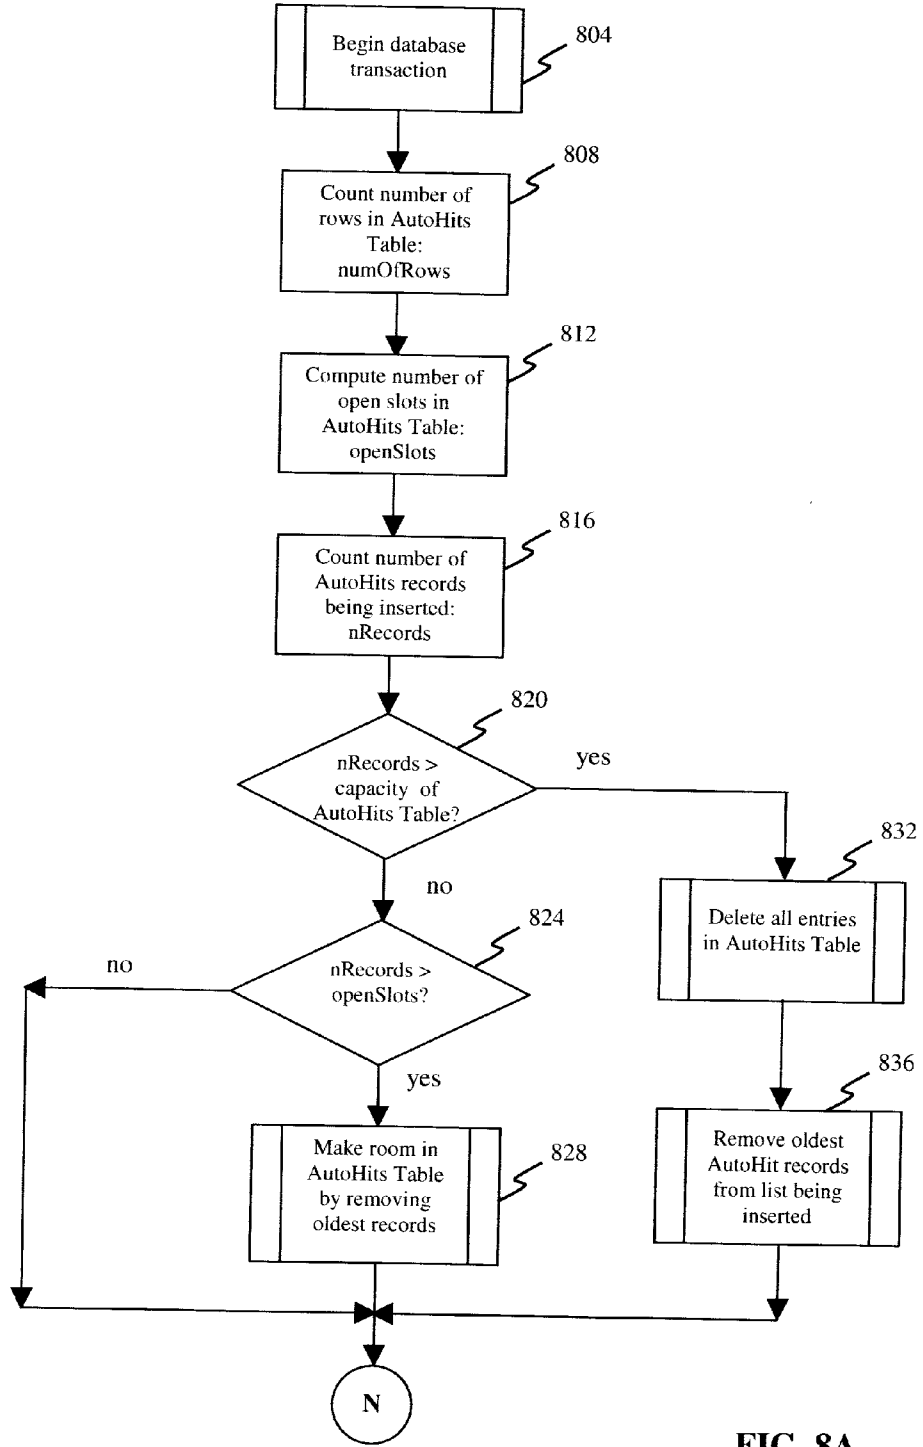 Begin database
transaction
804
Count number of
rows in AutoHits
Table:
numOfRows
808
Compute number of
open slots in
AutoHits Table:
openSlots
812
Count number of
AutoHits records
being inserted:
nRecords
816
nRecords >
capacity of
AutoHits Table?
820
yes
no
Delete all entries
in AutoHits Table
832
nRecords >
openSlots?
824
no
yes
Remove oldest
AutoHit records
from list being
inserted
836
Make room in
AutoHits Table
by removing
oldest records
828
N
FIG. 8A